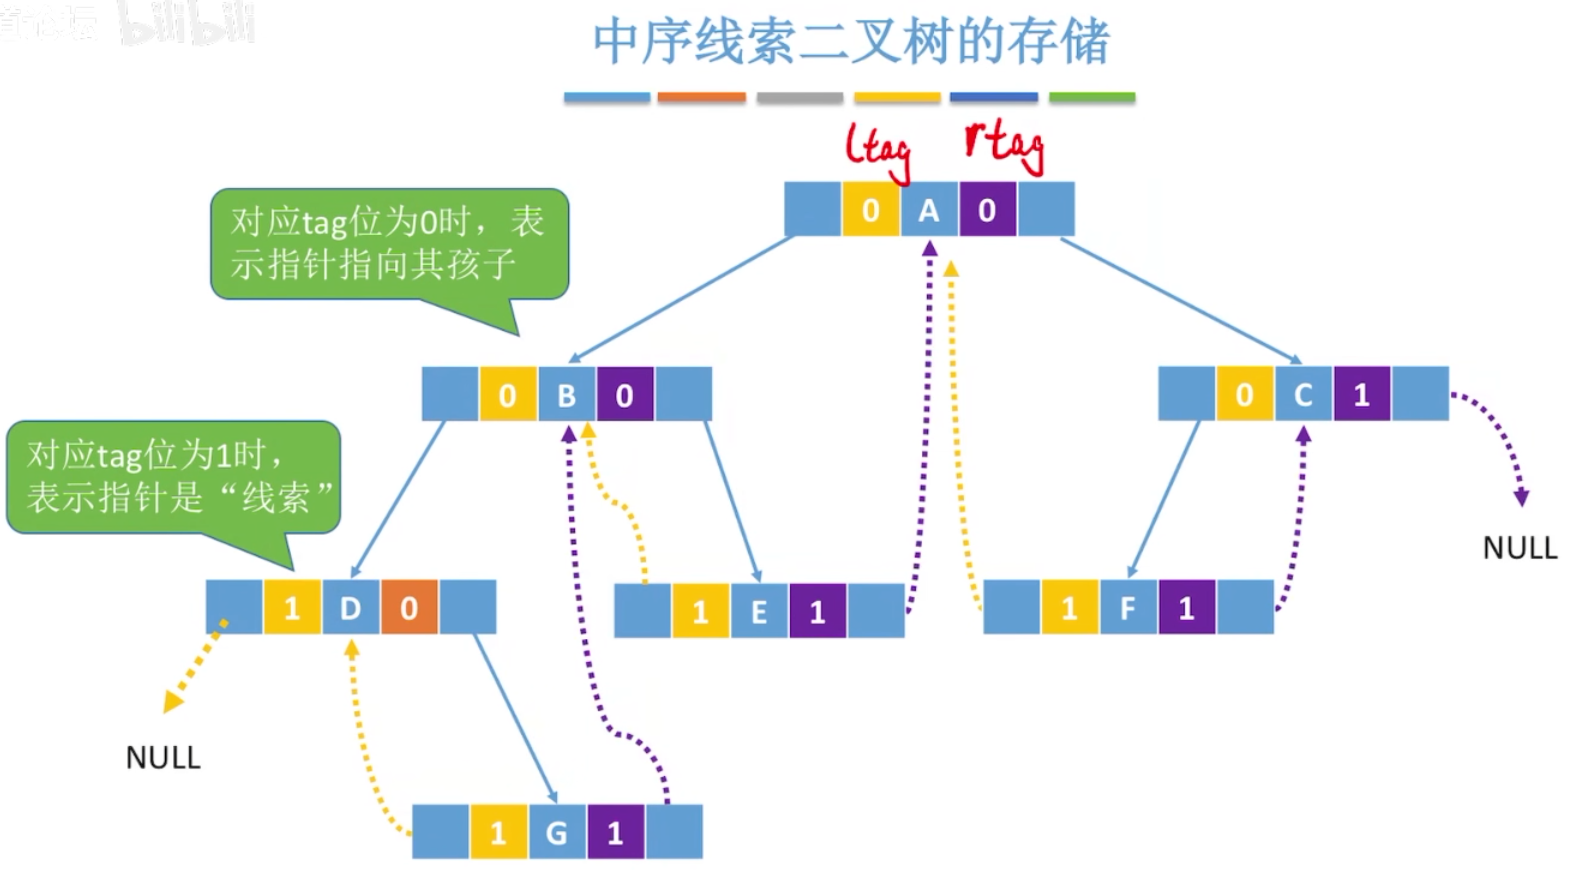 bilibili
中序线索二叉树的存储
ltag rtag
0 A 0
对应tag位为0时，表
示指针指向其孩子
0 B 0
0 C 1
对应tag位为1时，
表示指针是“线索”
NULL
1 D 0
1 E 1
1 F 1
NULL
1 G 1